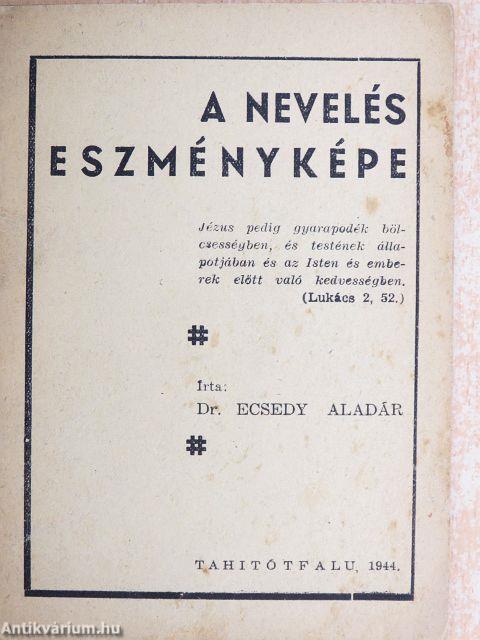 A NEVELÉS
ESZMÉNYKÉPE
Jézus pedig gyarapodék böl-
csességben, és testének álla-
potjában és az Isten és embe-
rek előtt való kedvességben.
(Lukács 2, 52.)
#
Írta:
Dr. ECSEDY ALADÁR
#
TAHITÓTFALU, 1944.
Antikvárium.hu